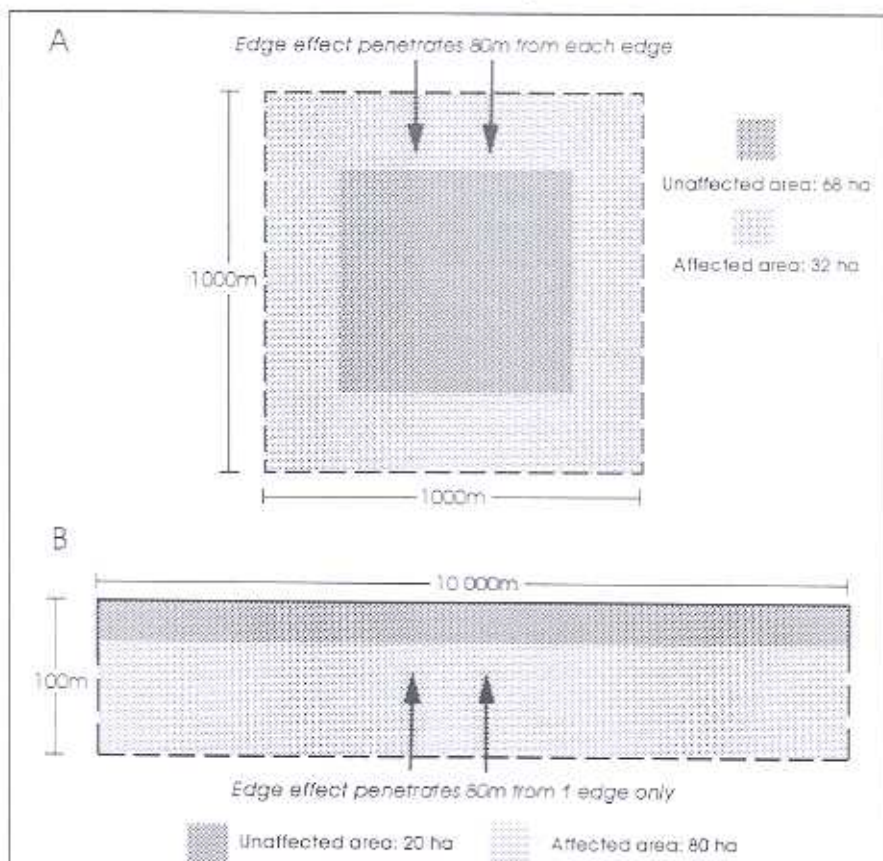 A
Edge effect penetrates 80m from each edge
Unaffected area: 68 ha
Affected area: 32 ha
1000m
1000m
B
10 000m
100m
Edge effect penetrates 80m from 1 edge only
Unaffected area: 20 ha
Affected area: 80 ha